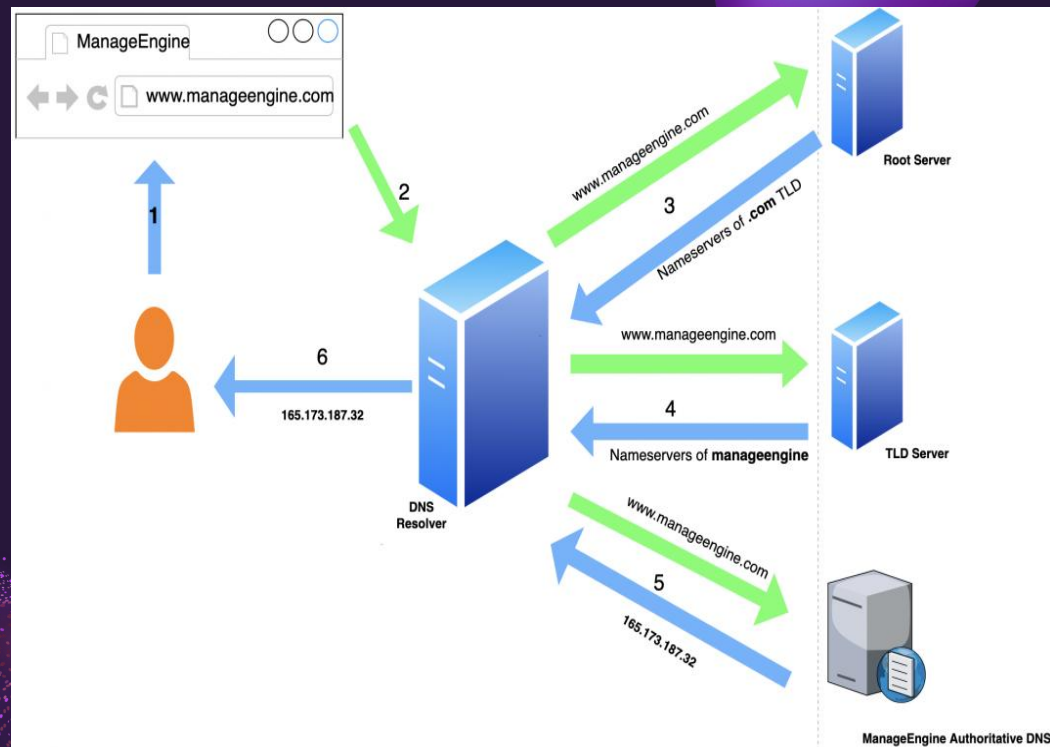 ManageEngine
www.manageengine.com
1
2
www.manageengine.com
3
Nameservers of .com TLD
Root Server
www.manageengine.com
4
Nameservers of manageengine
TLD Server
6
165.173.187.32
DNS
Resolver
www.manageengine.com
5
165.173.187.32
ManageEngine Authoritative DNS